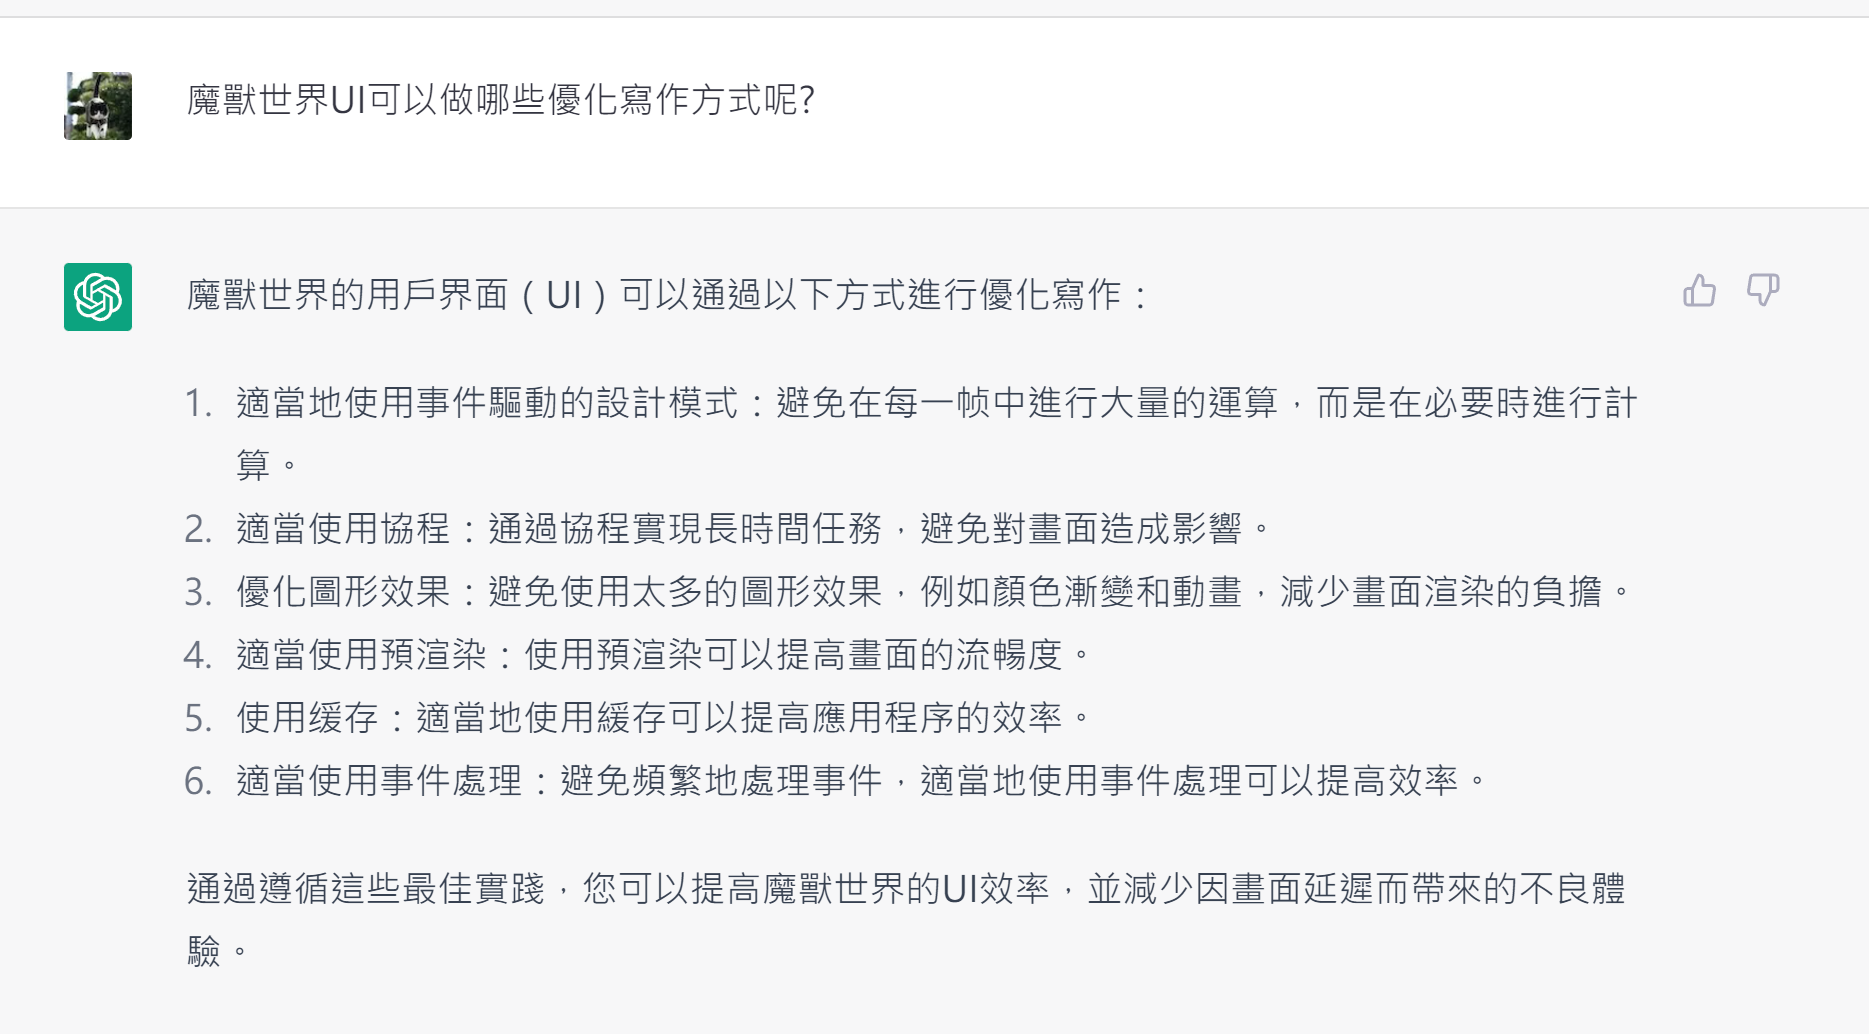 魔獸世界UI可以做哪些優化寫作方式呢?
魔獸世界的用戶界面（UI）可以通過以下方式進行優化寫作：
1. 適當地使用事件驅動的設計模式：避免在每一帧中進行大量的運算，而是在必要時進行計
算。
2. 適當使用協程：通過協程實現長時間任務，避免對畫面造成影響。
3. 優化圖形效果：避免使用太多的圖形效果，例如顏色漸變和動畫，減少畫面渲染的負擔。
4. 適當使用預渲染：使用預渲染可以提高畫面的流暢度。
5. 使用缓存：適當地使用緩存可以提高應用程序的效率。
6. 適當使用事件處理：避免頻繁地處理事件，適當地使用事件處理可以提高效率。
通過遵循這些最佳實踐，您可以提高魔獸世界的UI效率，並減少因畫面延遲而帶來的不良體
驗。